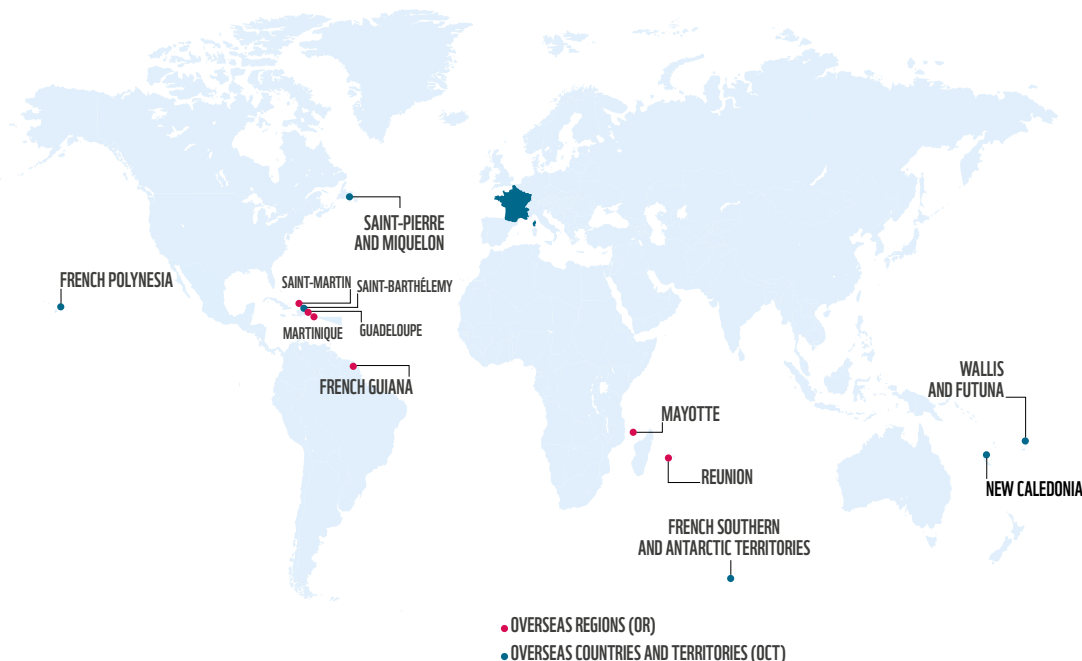 SAINT-PIERRE
AND MIQUELON
FRENCH POLYNESIA
SAINT-MARTIN
SAINT-BARTHÉLEMY
MARTINIQUE
GUADELOUPE
FRENCH GUIANA
WALLIS
AND FUTUNA
MAYOTTE
REUNION
NEW CALEDONIA
FRENCH SOUTHERN
AND ANTARCTIC TERRITORIES
OVERSEAS REGIONS (OR)
OVERSEAS COUNTRIES AND TERRITORIES (OCT)